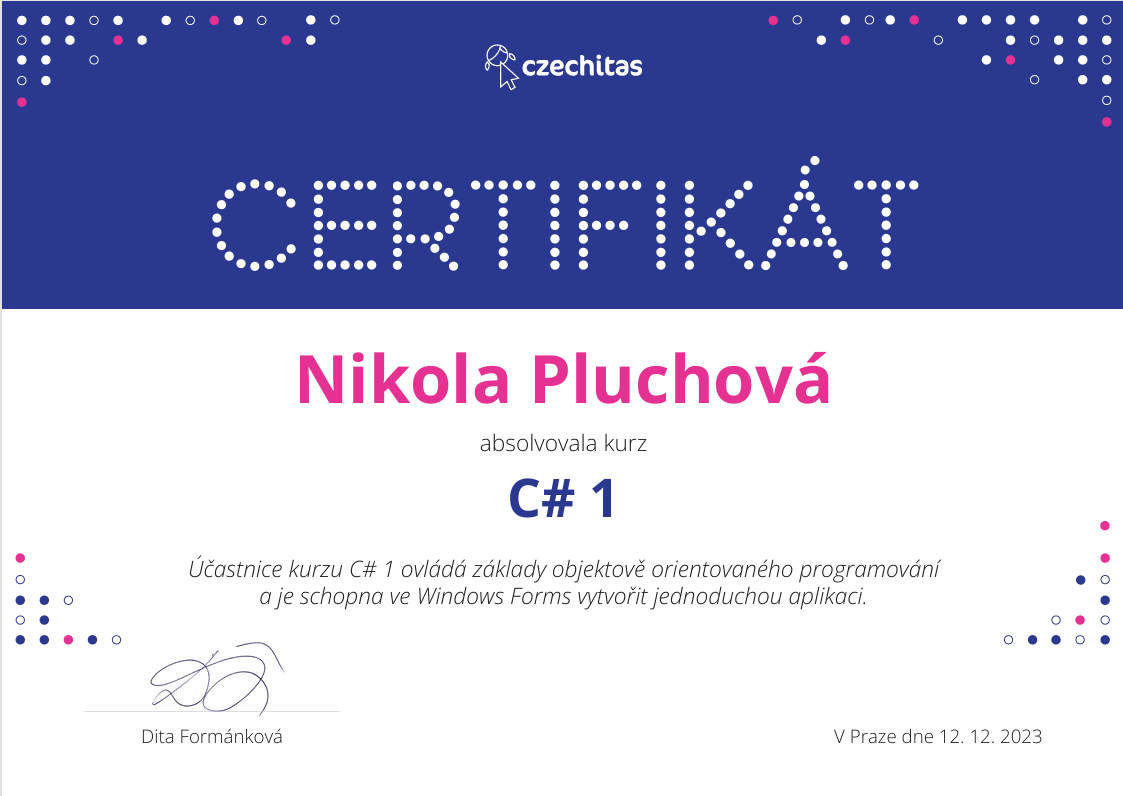 czechitas
CERTIFIKÁT
Nikola Pluchová
absolvovala kurz
C# 1
Účastnice kurzu C# 1 ovládá základy objektově orientovaného programování
a je schopna ve Windows Forms vytvořit jednoduchou aplikaci.
Dita Formánková
V Praze dne 12. 12. 2023